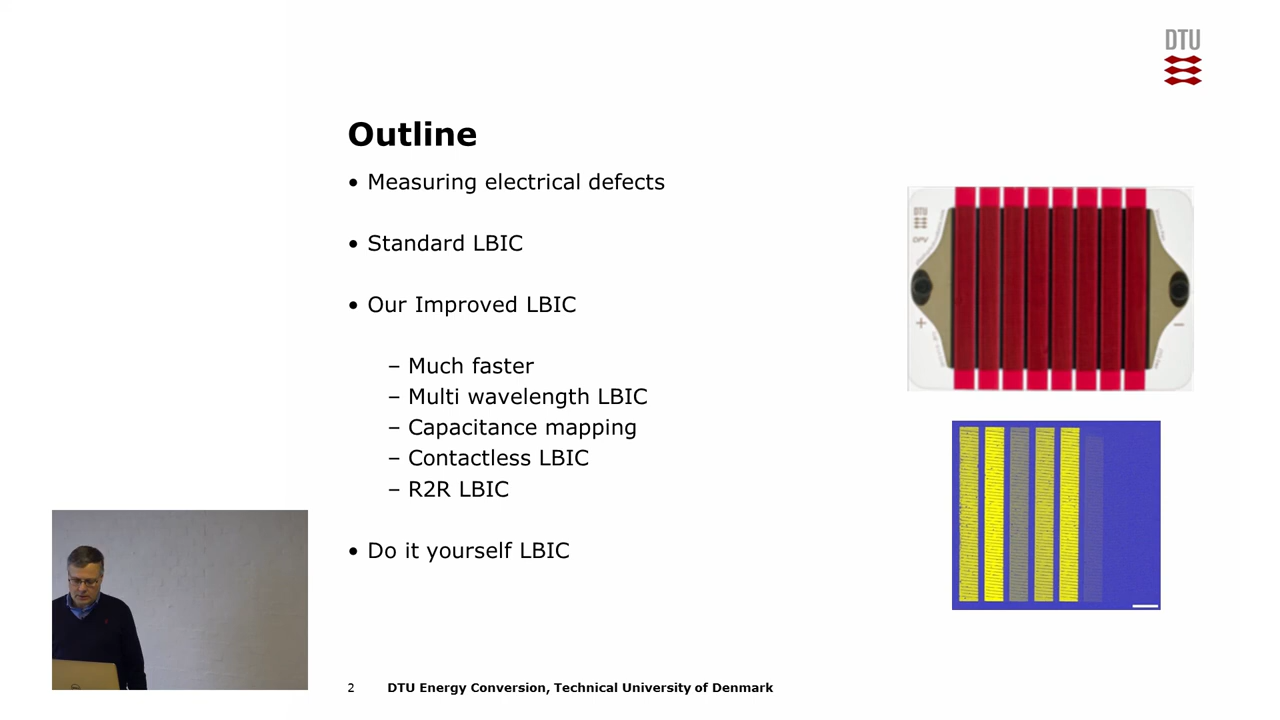 DTU
Outline
• Measuring electrical defects
• Standard LBIC
• Our Improved LBIC
– Much faster
– Multi wavelength LBIC
– Capacitance mapping
– Contactless LBIC
– R2R LBIC
• Do it yourself LBIC
DTU
+
–
2 DTU Energy Conversion, Technical University of Denmark